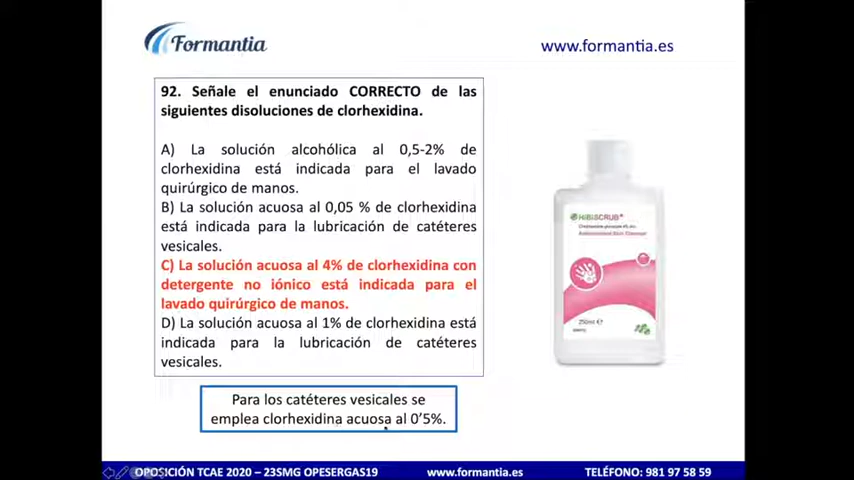 Formantia
www.formantia.es
92. Señale el enunciado CORRECTO de las
siguientes disoluciones de clorhexidina.
A) La solución alcohólica al 0,5-2% de
clorhexidina está indicada para el lavado
quirúrgico de manos.
B) La solución acuosa al 0,05 % de clorhexidina
está indicada para la lubricación de catéteres
vesicales.
C) La solución acuosa al 4% de clorhexidina con
detergente no iónico está indicada para el
lavado quirúrgico de manos.
D) La solución acuosa al 1% de clorhexidina está
indicada para la lubricación de catéteres
vesicales.
HiBiSCRUB
250ml e
Para los catéteres vesicales se
emplea clorhexidina acuosa al 0'5%.
OPOSICIÓN TCAE 2020 – 23SMG OPESERGAS19
www.formantia.es
TELÉFONO: 981 97 58 59